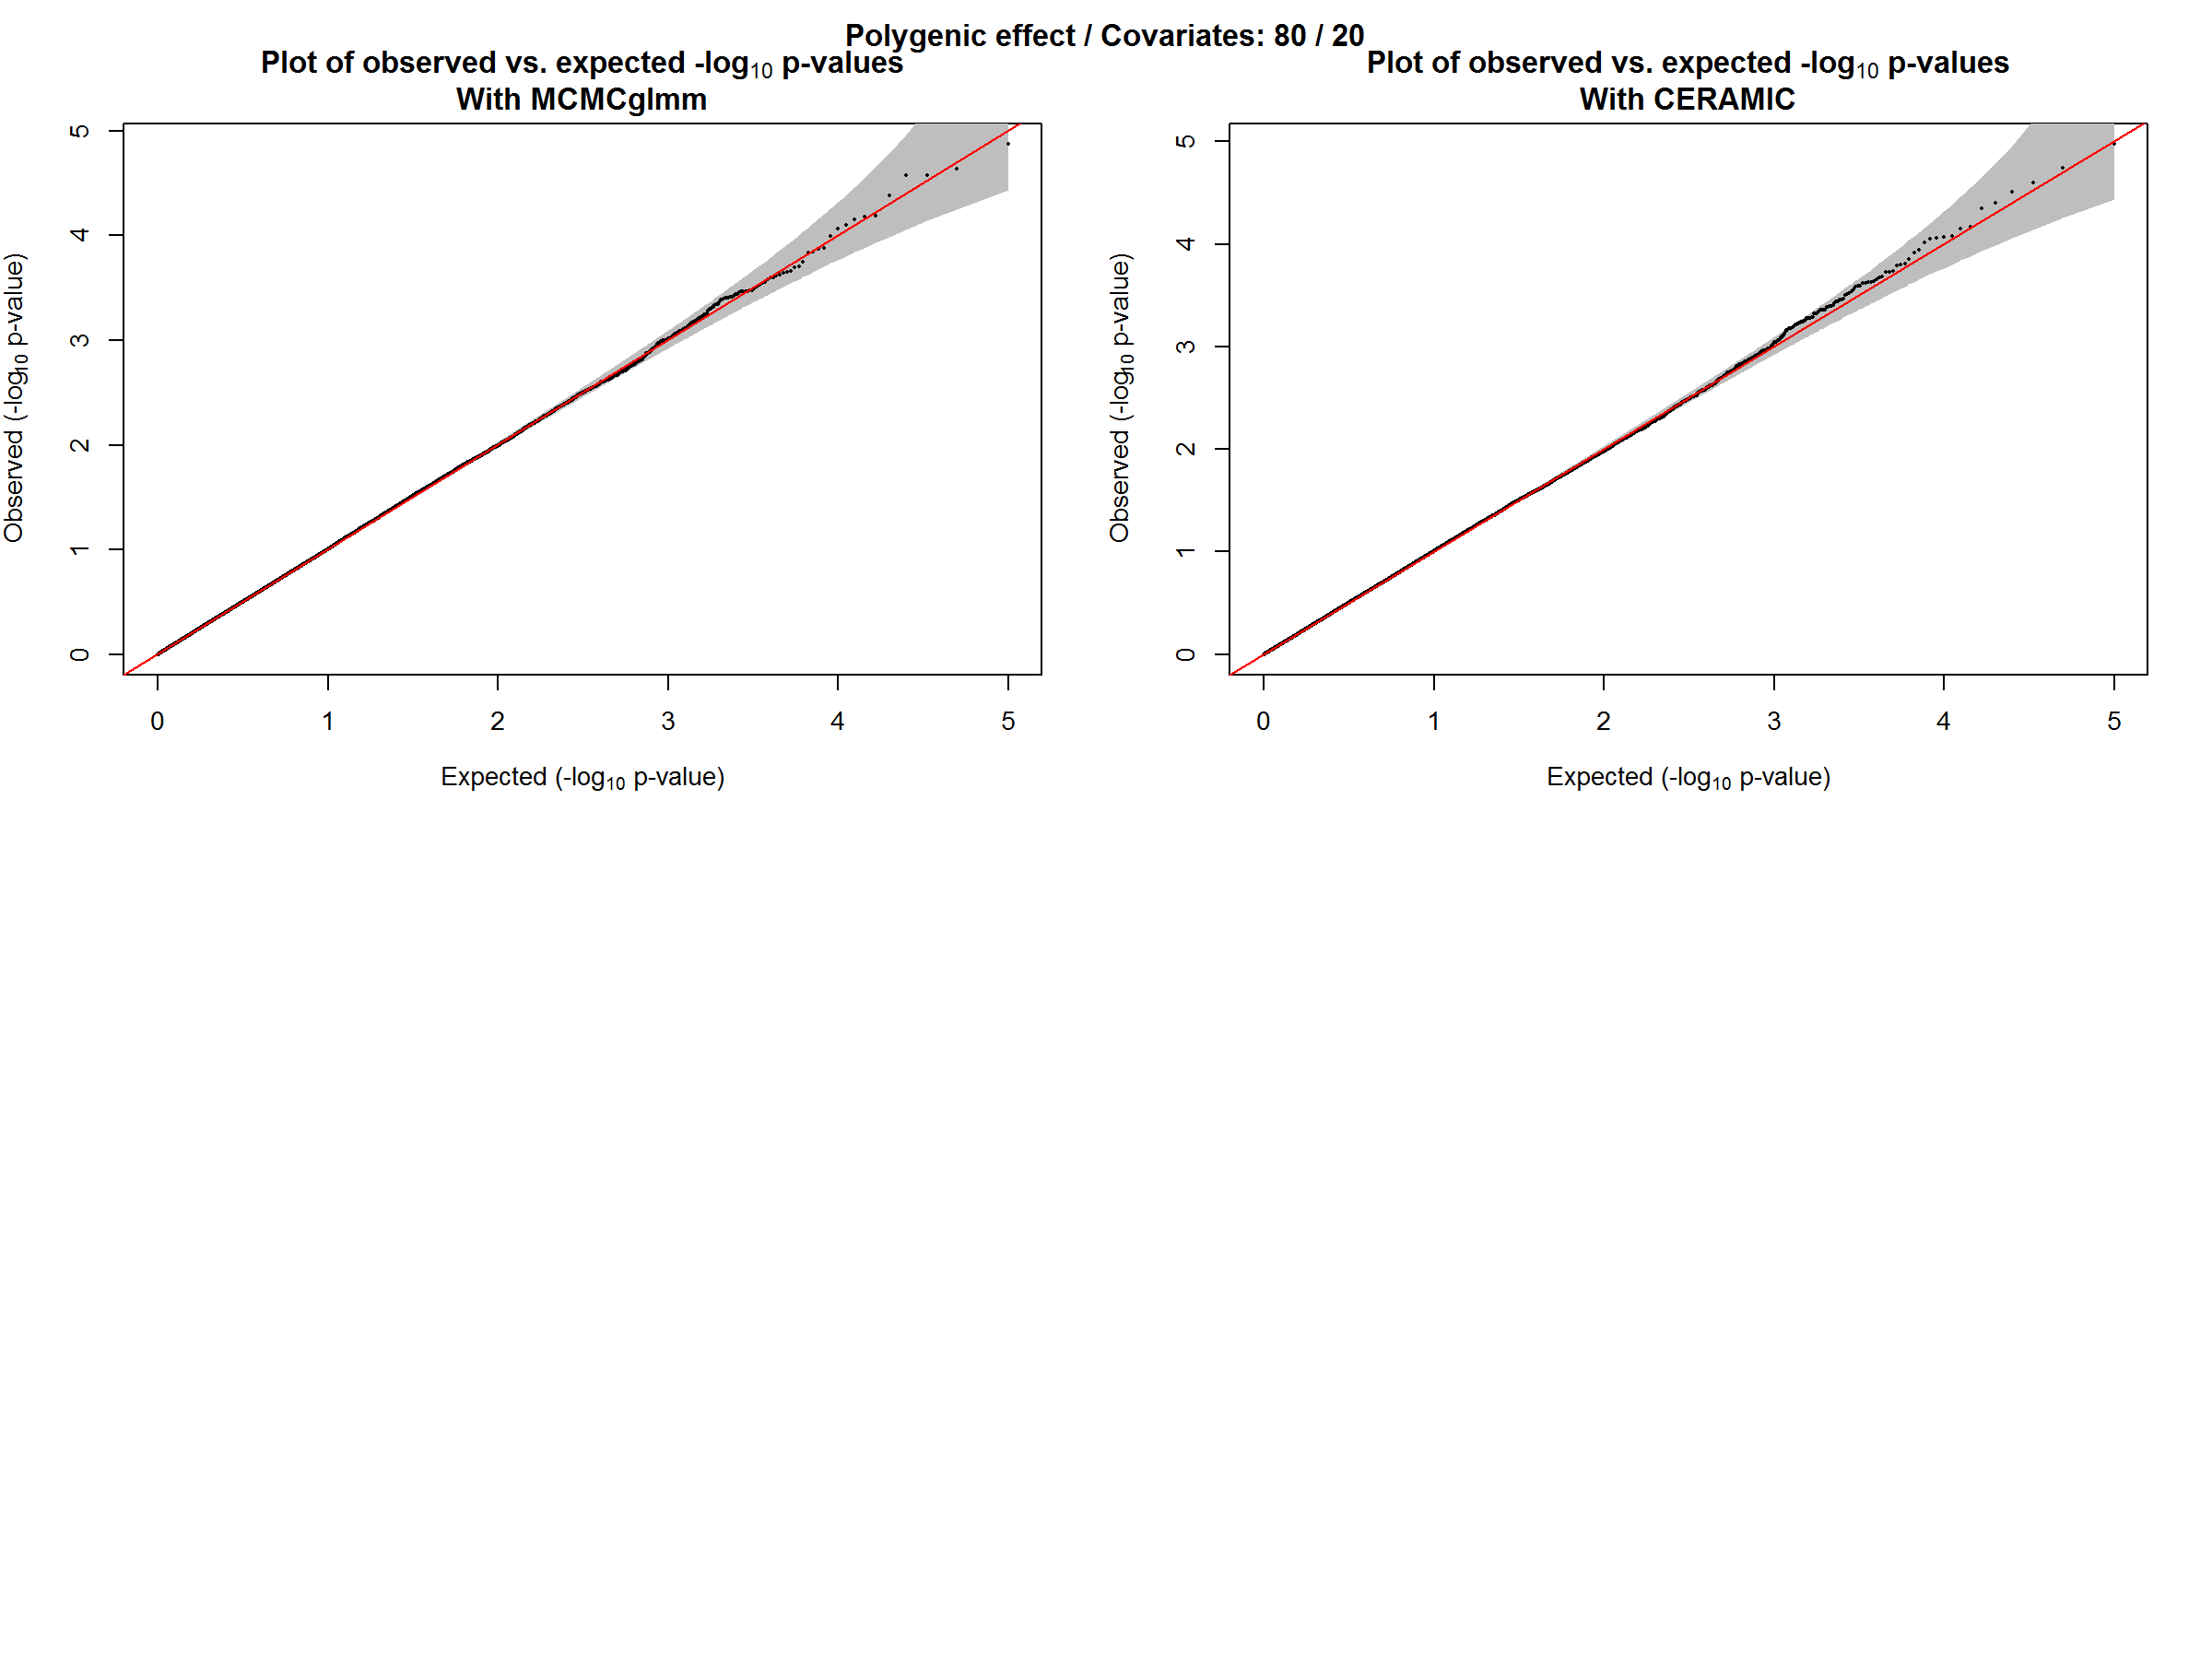 Polygenic effect / Covariates: 80 / 20
Plot of observed vs. expected -log10 p-values
With MCMCglmm
5
4
3
2
1
0
Observed (-log10 p-value)
0 1 2 3 4 5
Expected (-log10 p-value)
Plot of observed vs. expected -log10 p-values
With CERAMIC
5
4
3
2
1
0
Observed (-log10 p-value)
0 1 2 3 4 5
Expected (-log10 p-value)